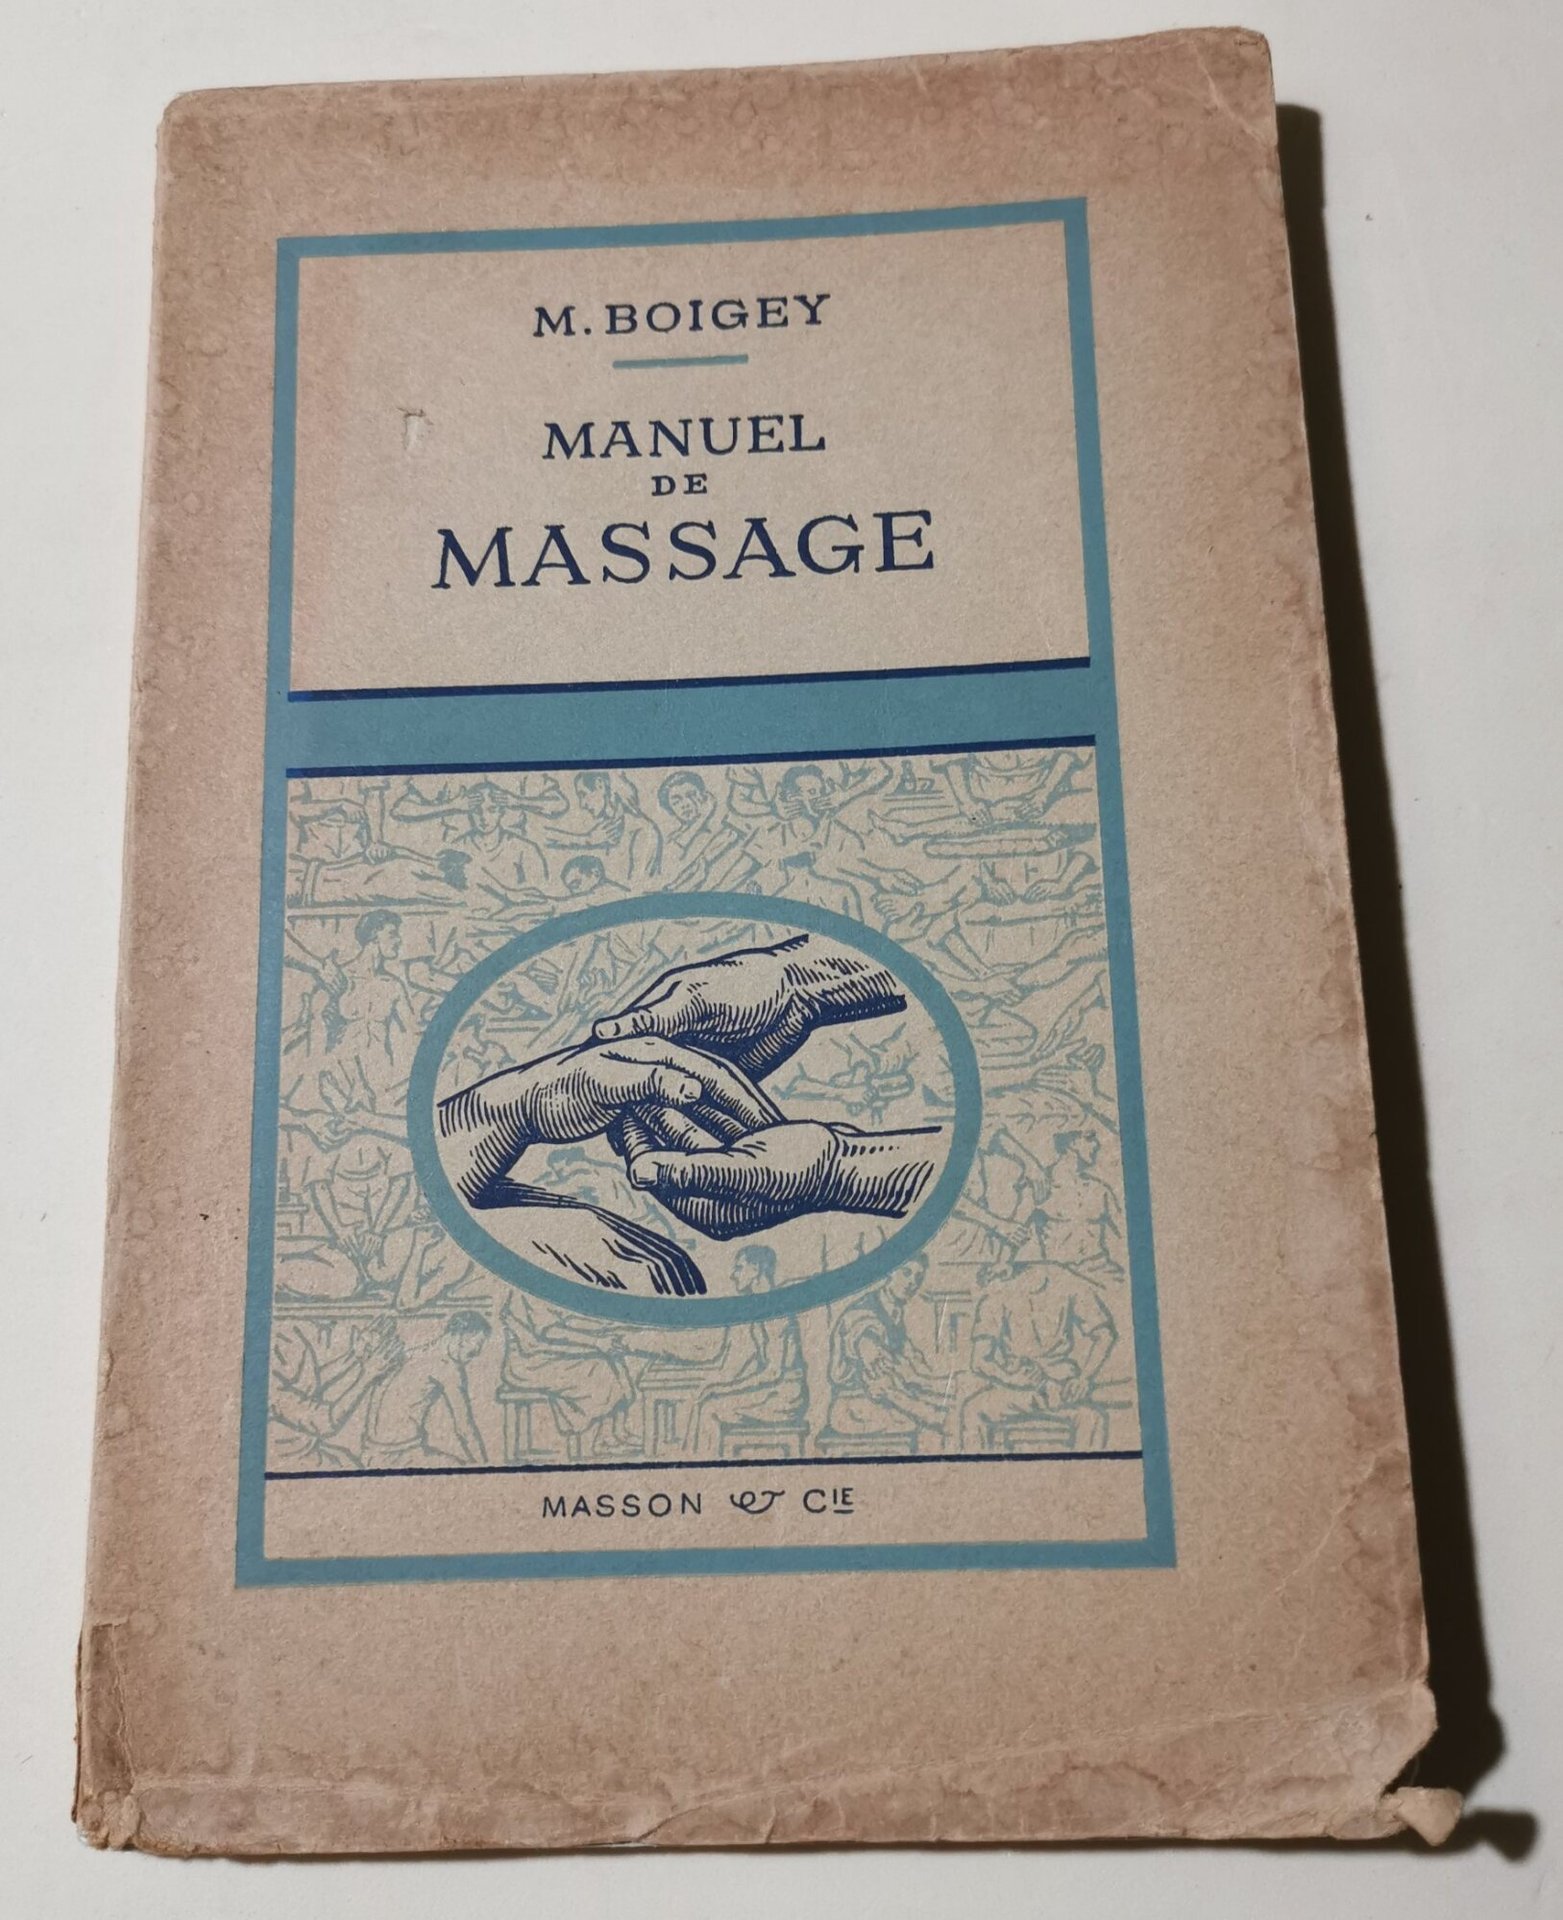 M. BOIGEY
MANUEL
DE
MASSAGE
MASSON & CIE